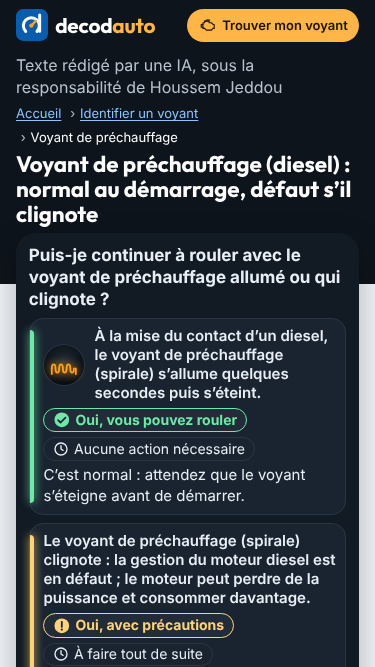 decodauto
Trouver mon voyant
Texte rédigé par une IA, sous la
responsabilité de Houssem Jeddou
Accueil › Identifier un voyant
› Voyant de préchauffage
Voyant de préchauffage (diesel) :
normal au démarrage, défaut s’il
clignote
Puis-je continuer à rouler avec le
voyant de préchauffage allumé ou qui
clignote ?
À la mise du contact d’un diesel,
le voyant de préchauffage
(spirale) s’allume quelques
secondes puis s’éteint.
Oui, vous pouvez rouler
Aucune action nécessaire
C’est normal : attendez que le voyant
s’éteigne avant de démarrer.
Le voyant de préchauffage (spirale)
clignote : la gestion du moteur diesel est
en défaut ; le moteur peut perdre de la
puissance et consommer davantage.
Oui, avec précautions
À faire tout de suite